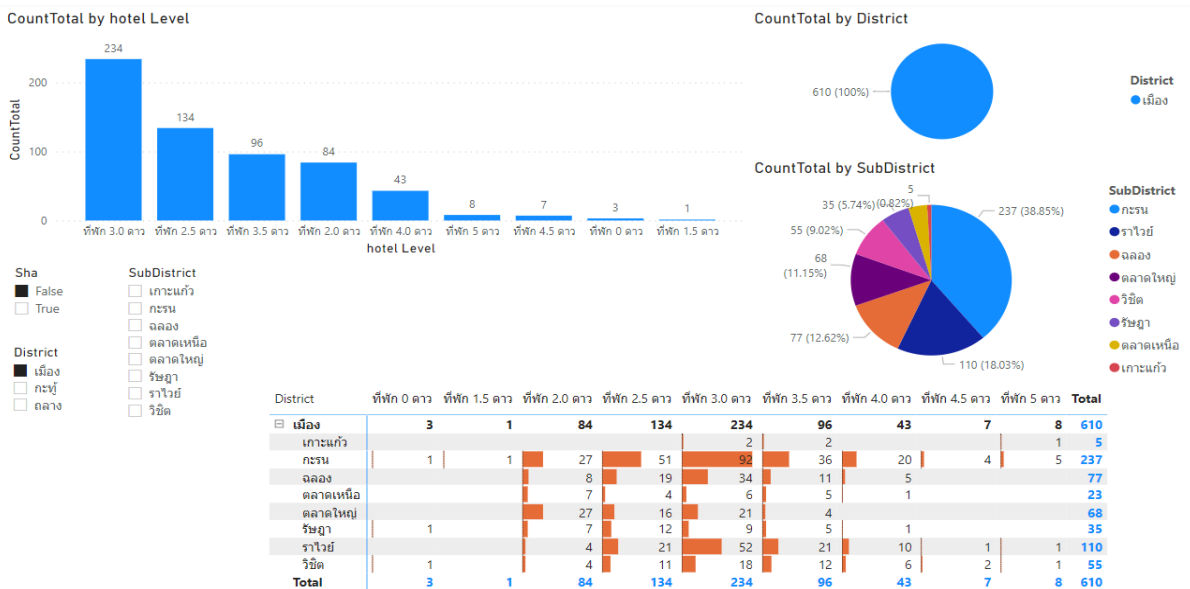 CountTotal by hotel Level
CountTotal
200
100
0
234
134
96
84
43
8
7
3
1
ที่พัก 3.0 ดาว ที่พัก 2.5 ดาว ที่พัก 3.5 ดาว ที่พัก 2.0 ดาว ที่พัก 4.0 ดาว ที่พัก 5 ดาว ที่พัก 4.5 ดาว ที่พัก 0 ดาว ที่พัก 1.5 ดาว
hotel Level
CountTotal by District
610 (100%)
District
เมือง
CountTotal by SubDistrict
5
(0.82%)
35 (5.74%)
237 (38.85%)
55 (9.02%)
68
(11.15%)
77 (12.62%)
110 (18.03%)
SubDistrict
กะรน
ราไวย์
ฉลอง
ตลาดใหญ่
วิชิต
รัษฎา
ตลาดเหนือ
เกาะแก้ว
Sha
False
True
District
เมือง
กะทู้
ถลาง
SubDistrict
เกาะแก้ว
กะรน
ฉลอง
ตลาดเหนือ
ตลาดใหญ่
รัษฎา
ราไวย์
วิชิต
District ที่พัก 0 ดาว ที่พัก 1.5 ดาว ที่พัก 2.0 ดาว ที่พัก 2.5 ดาว ที่พัก 3.0 ดาว ที่พัก 3.5 ดาว ที่พัก 4.0 ดาว ที่พัก 4.5 ดาว ที่พัก 5 ดาว Total
เมือง 3 1 84 134 234 96 43 7 8 610
เกาะแก้ว 2 2 1 5
กะรน 1 1 27 51 92 36 20 4 5 237
ฉลอง 8 19 34 11 5 77
ตลาดเหนือ 7 4 6 5 1 23
ตลาดใหญ่ 27 16 21 4 68
รัษฎา 1 7 12 9 5 1 35
ราไวย์ 4 21 52 21 10 1 1 110
วิชิต 1 4 11 18 12 6 2 1 55
Total 3 1 84 134 234 96 43 7 8 610